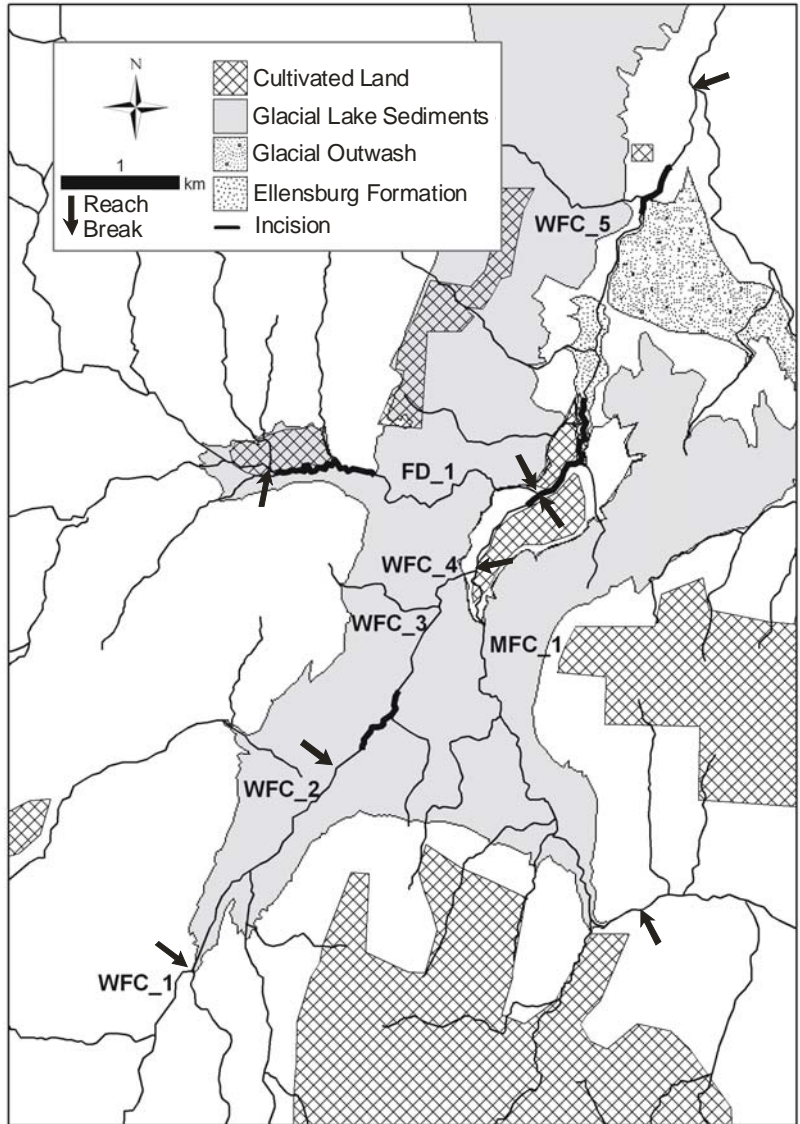 N
1
km
Reach
Break
Cultivated Land
Glacial Lake Sediments
Glacial Outwash
Ellensburg Formation
Incision
WFC_5
FD_1
WFC_4
WFC_3
MFC_1
WFC_2
WFC_1